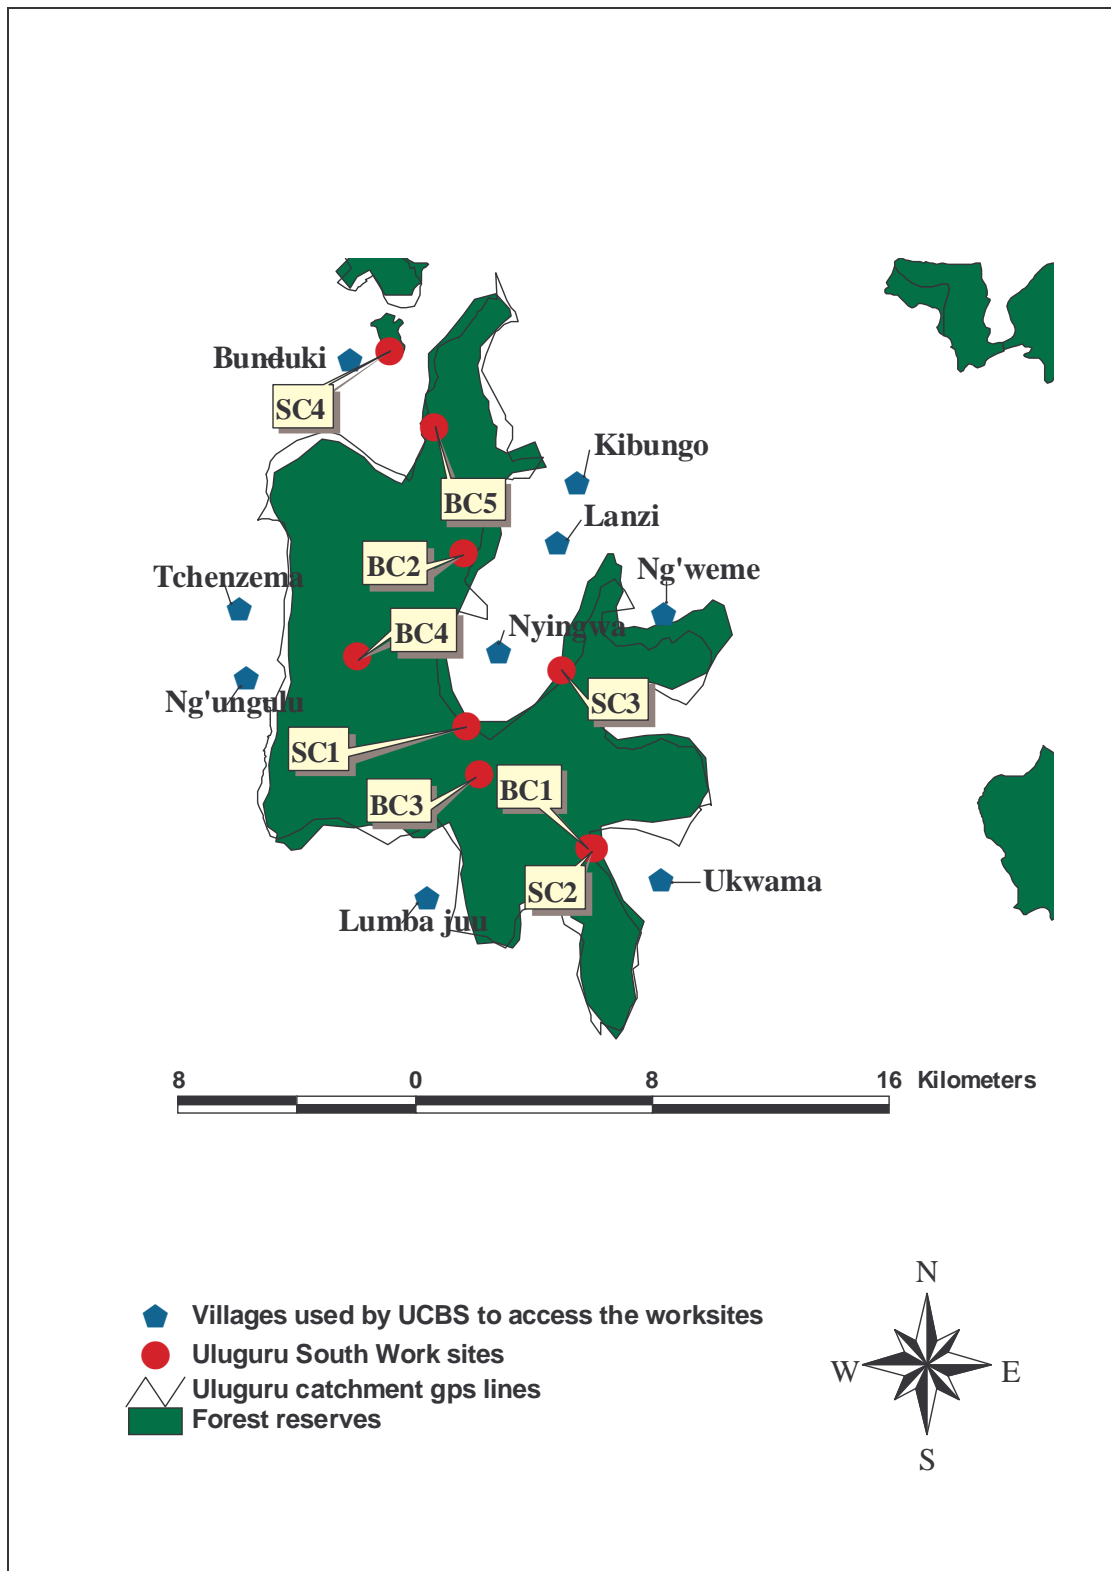 Bunduki
SC4
Kibungo
BC5
Lanzi
BC2
Ng'weme
Tchenzema
BC4
Nyingwa
Ng'ungulu
SC3
SC1
BC3
BC1
SC2
Ukwama
Lumba juu
8 0 8 16 Kilometers
N
W E
S
Villages used by UCBS to access the worksites
Uluguru South Work sites
Uluguru catchment gps lines
Forest reserves